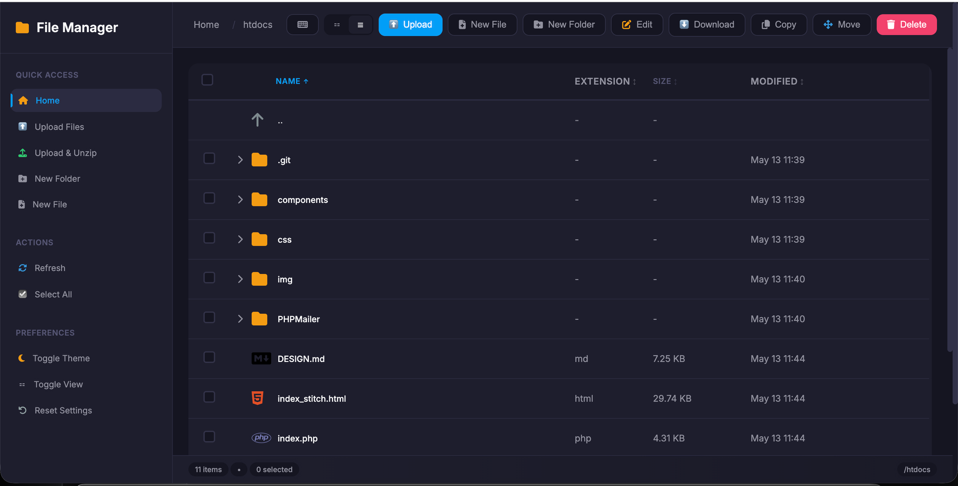 File Manager
Home / htdocs
Upload
New File
New Folder
Edit
Download
Copy
Move
Delete
QUICK ACCESS
Home
Upload Files
Upload & Unzip
New Folder
New File
ACTIONS
Refresh
Select All
PREFERENCES
Toggle Theme
Toggle View
Reset Settings
NAME ↑ EXTENSION ↕ SIZE ↕ MODIFIED ↕
.. - -
.git - - May 13 11:39
components - - May 13 11:39
css - - May 13 11:39
img - - May 13 11:40
PHPMailer - - May 13 11:40
M↓ DESIGN.md md 7.25 KB May 13 11:44
5 index_stitch.html html 29.74 KB May 13 11:44
php index.php php 4.31 KB May 13 11:44
11 items • 0 selected /htdocs